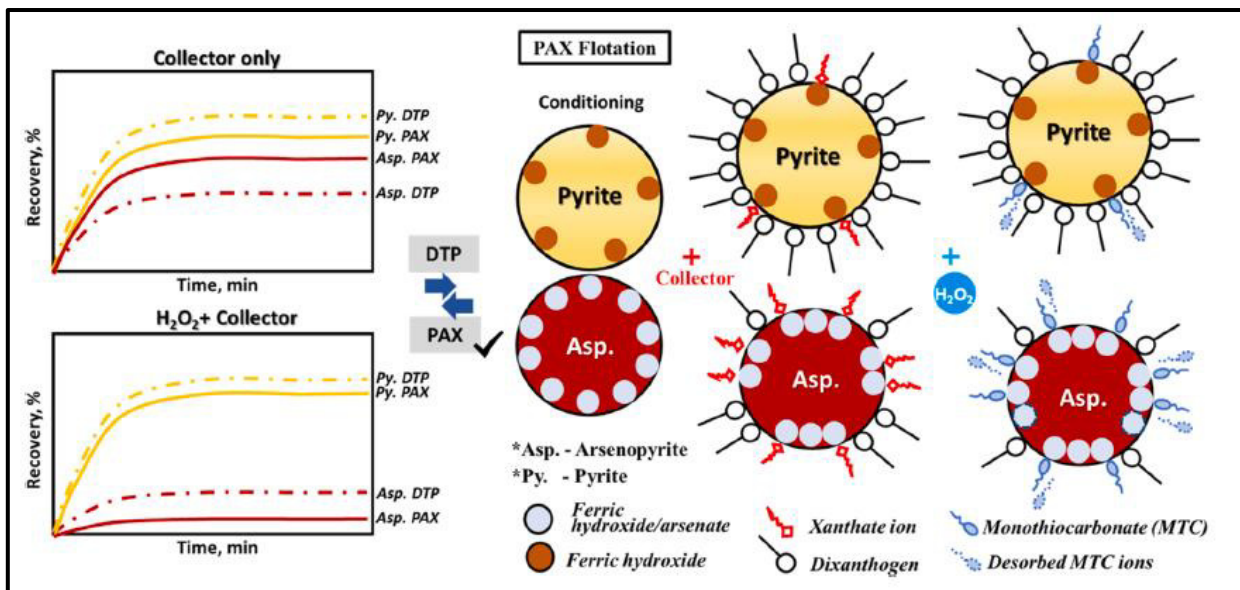 Collector only
Recovery, %
Py. DTP
Py. PAX
Asp. PAX
Asp. DTP
Time, min
H₂O₂+ Collector
Recovery, %
Py. DTP
Py. PAX
Asp. DTP
Asp. PAX
Time, min
DTP
PAX
PAX Flotation
Conditioning
Pyrite
Asp.
+
Collector
Pyrite
Asp.
+
H₂O₂
Pyrite
Asp.
*Asp. - Arsenopyrite
*Py. - Pyrite
Ferric
hydroxide/arsenate
Ferric hydroxide
Xanthate ion
Dixanthogen
Monothiocarbonate (MTC)
Desorbed MTC ions